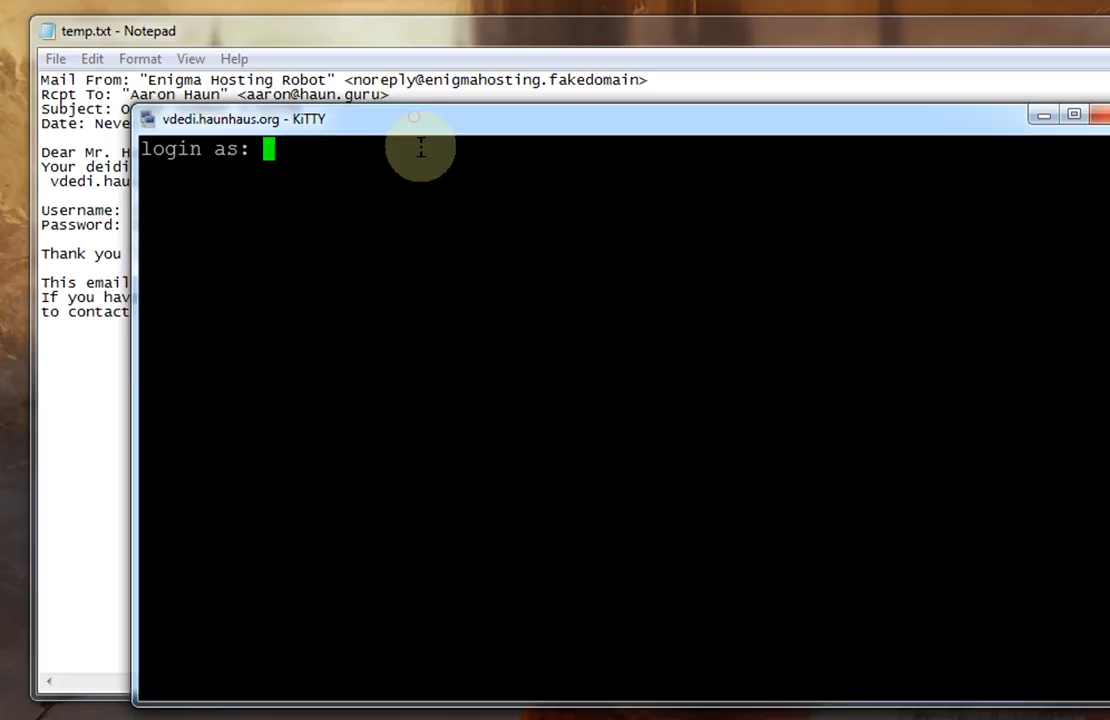 temp.txt - Notepad
File Edit Format View Help
Mail From: "Enigma Hosting Robot" <noreply@enigmahosting.fakedomain>
Rcpt To: "Aaron Haun" <aaron@haun.guru>
Subject:
Date: Neve
Dear Mr. H
Your deidi
vdedi.hau
Username:
Password:
Thank you
This email
If you hav
to contact
vdedi.haunhaus.org - KiTTY
login as: